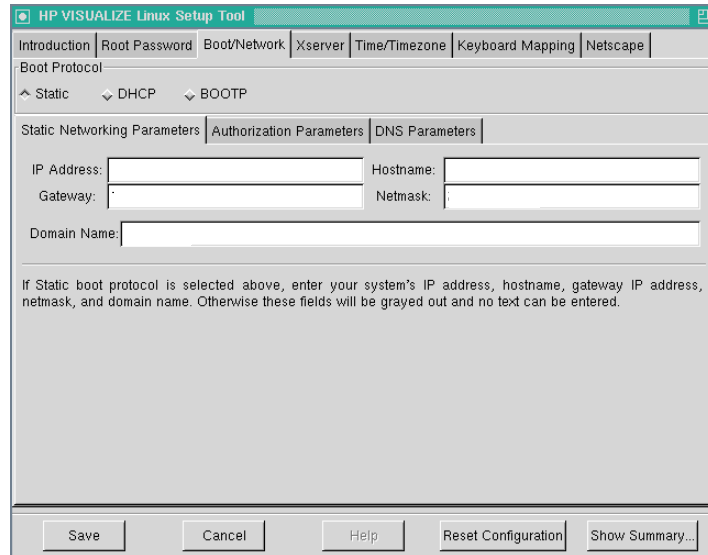 HP VISUALIZE Linux Setup Tool
Introduction Root Password Boot/Network Xserver Time/Timezone Keyboard Mapping Netscape
Boot Protocol
Static DHCP BOOTP
Static Networking Parameters Authorization Parameters DNS Parameters
IP Address: Hostname:
Gateway: Netmask:
Domain Name:
If Static boot protocol is selected above, enter your system's IP address, hostname, gateway IP address,
netmask, and domain name. Otherwise these fields will be grayed out and no text can be entered.
Save Cancel Help Reset Configuration Show Summary...